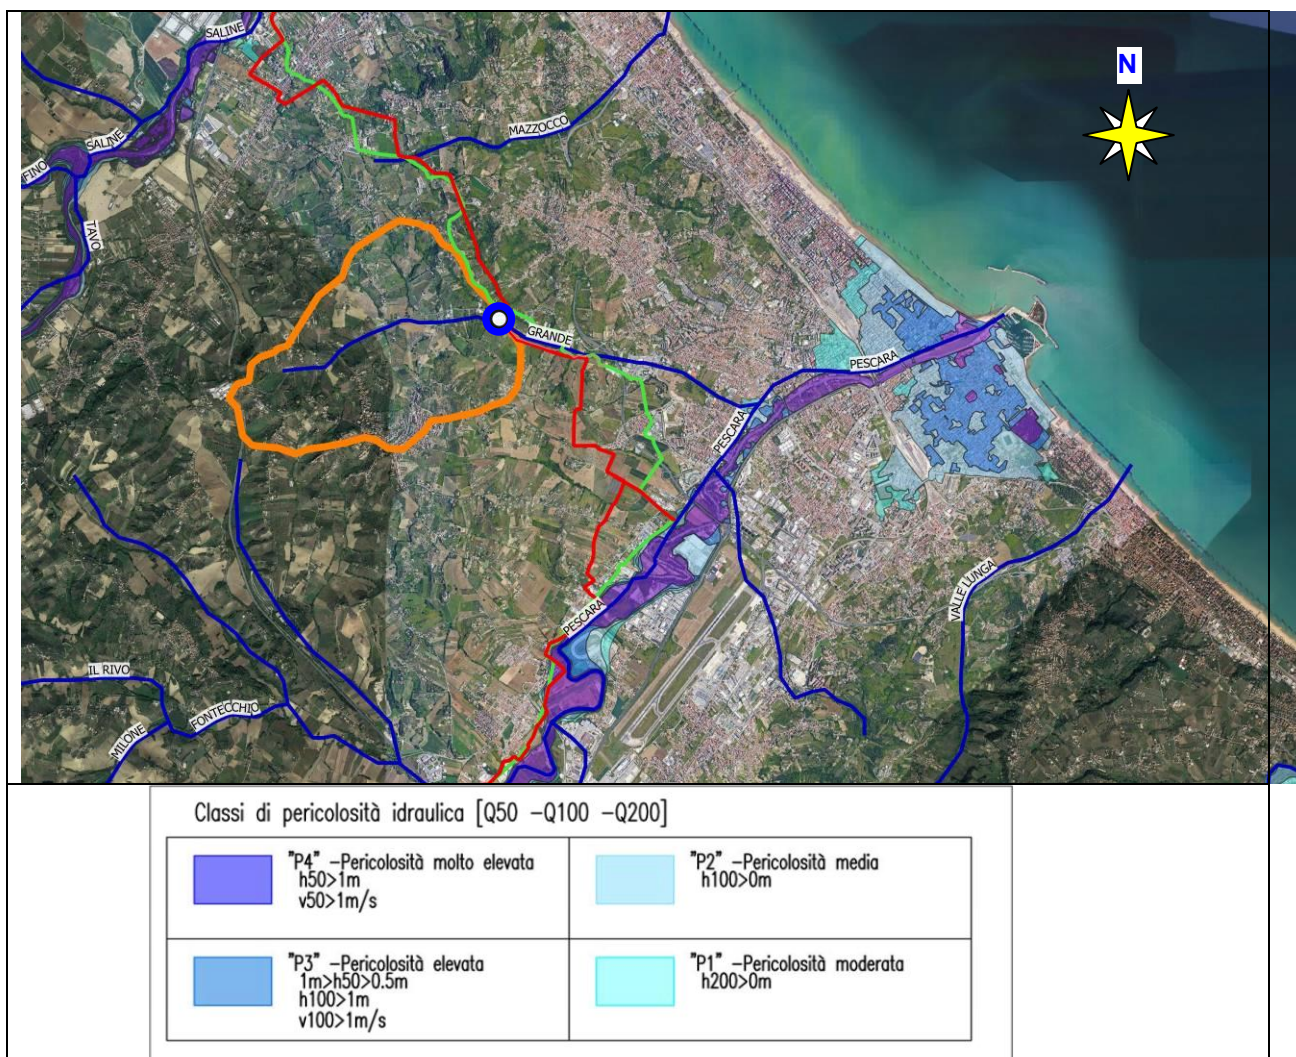 SALINE
N
MAZZOCCO
SALINE
FINO
TAVO
GRANDE
PESCARA
PESCARA
VALLE LUNGA
PESCARA
IL RIVO
FONTECCHIO
MILONE
Classi di pericolosità idraulica [Q50 –Q100 –Q200]
"P4" –Pericolosità molto elevata
h50>1m
v50>1m/s
"P2" –Pericolosità media
h100>0m
"P3" –Pericolosità elevata
1m>h50>0.5m
h100>1m
v100>1m/s
"P1" –Pericolosità moderata
h200>0m